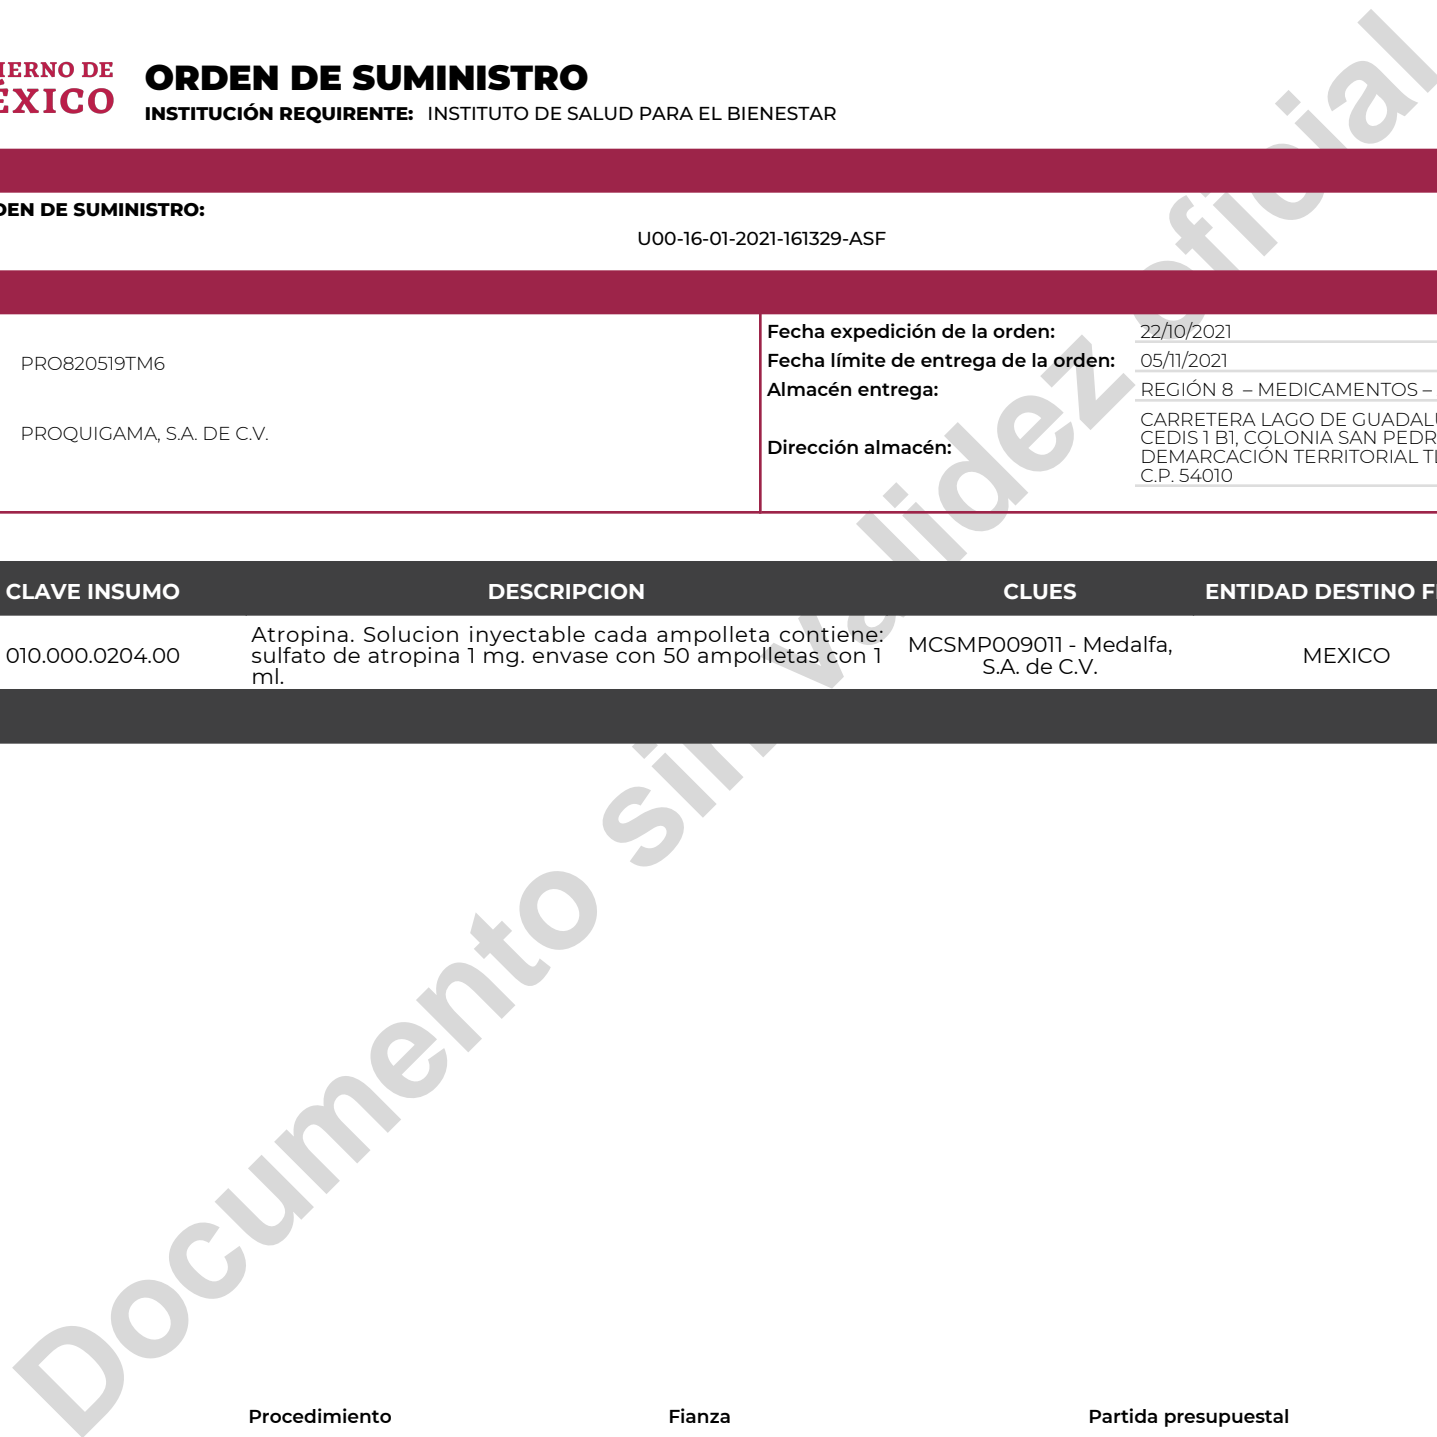 IERNO DE
ÉXICO
ORDEN DE SUMINISTRO
INSTITUCIÓN REQUIRENTE: INSTITUTO DE SALUD PARA EL BIENESTAR
DEN DE SUMINISTRO:
U00-16-01-2021-161329-ASF
PRO820519TM6
PROQUIGAMA, S.A. DE C.V.
Fecha expedición de la orden: 22/10/2021
Fecha límite de entrega de la orden: 05/11/2021
Almacén entrega: REGIÓN 8 – MEDICAMENTOS –
Dirección almacén:
CARRETERA LAGO DE GUADAL
CEDIS 1 B1, COLONIA SAN PEDR
DEMARCACIÓN TERRITORIAL T
C.P. 54010
CLAVE INSUMO DESCRIPCION CLUES ENTIDAD DESTINO F
010.000.0204.00
Atropina. Solucion inyectable cada ampolleta contiene:
sulfato de atropina 1 mg. envase con 50 ampolletas con 1
ml.
MCSMP009011 - Medalfa,
S.A. de C.V.
MEXICO
Documento sin validez oficial
Procedimiento Fianza Partida presupuestal